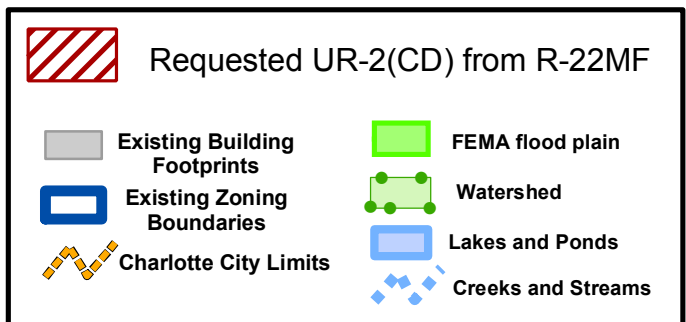 Requested UR-2(CD) from R-22MF
Existing Building
Footprints
Existing Zoning
Boundaries
Charlotte City Limits
FEMA flood plain
Watershed
Lakes and Ponds
Creeks and Streams